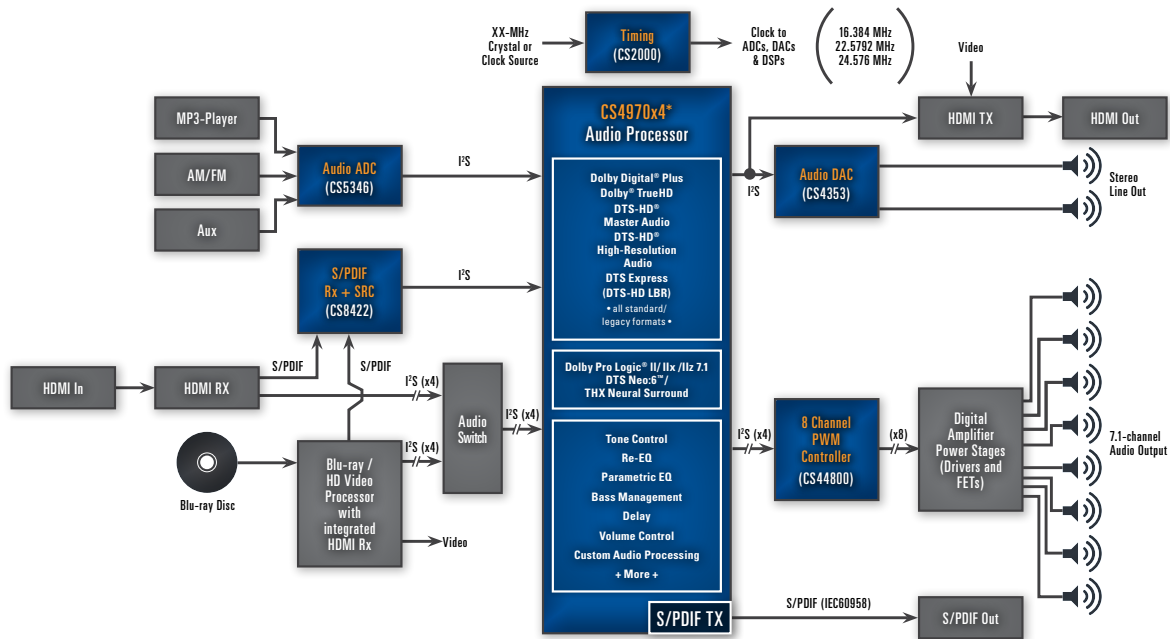 XX-MHz
Crystal or
Clock Source
Timing
(CS2000)
Clock to
ADCs, DACs
& DSPs
16.384 MHz
22.5792 MHz
24.576 MHz
Video
MP3-Player
AM/FM
Aux
Audio ADC
(CS5346)
I²S
CS4970x4*
Audio Processor
Dolby Digital® Plus
Dolby® TrueHD
DTS-HD®
Master Audio
DTS-HD®
High-Resolution
Audio
DTS Express
(DTS-HD LBR)
• all standard/
legacy formats •
Dolby Pro Logic® II/ IIx /IIz 7.1
DTS Neo:6™/
THX Neural Surround
Tone Control
Re-EQ
Parametric EQ
Bass Management
Delay
Volume Control
Custom Audio Processing
+ More +
S/PDIF TX
HDMI TX
HDMI Out
I²S
Audio DAC
(CS4353)
Stereo
Line Out
S/PDIF
Rx + SRC
(CS8422)
I²S
HDMI In
HDMI RX
S/PDIF
S/PDIF
I²S (x4)
I²S (x4)
Audio
Switch
I²S (x4)
Blu-ray Disc
Blu-ray /
HD Video
Processor
with
integrated
HDMI Rx
Video
I²S (x4)
8 Channel
PWM
Controller
(CS44800)
(x8)
Digital
Amplifier
Power Stages
(Drivers and
FETs)
7.1-channel
Audio Output
S/PDIF (IEC60958)
S/PDIF Out